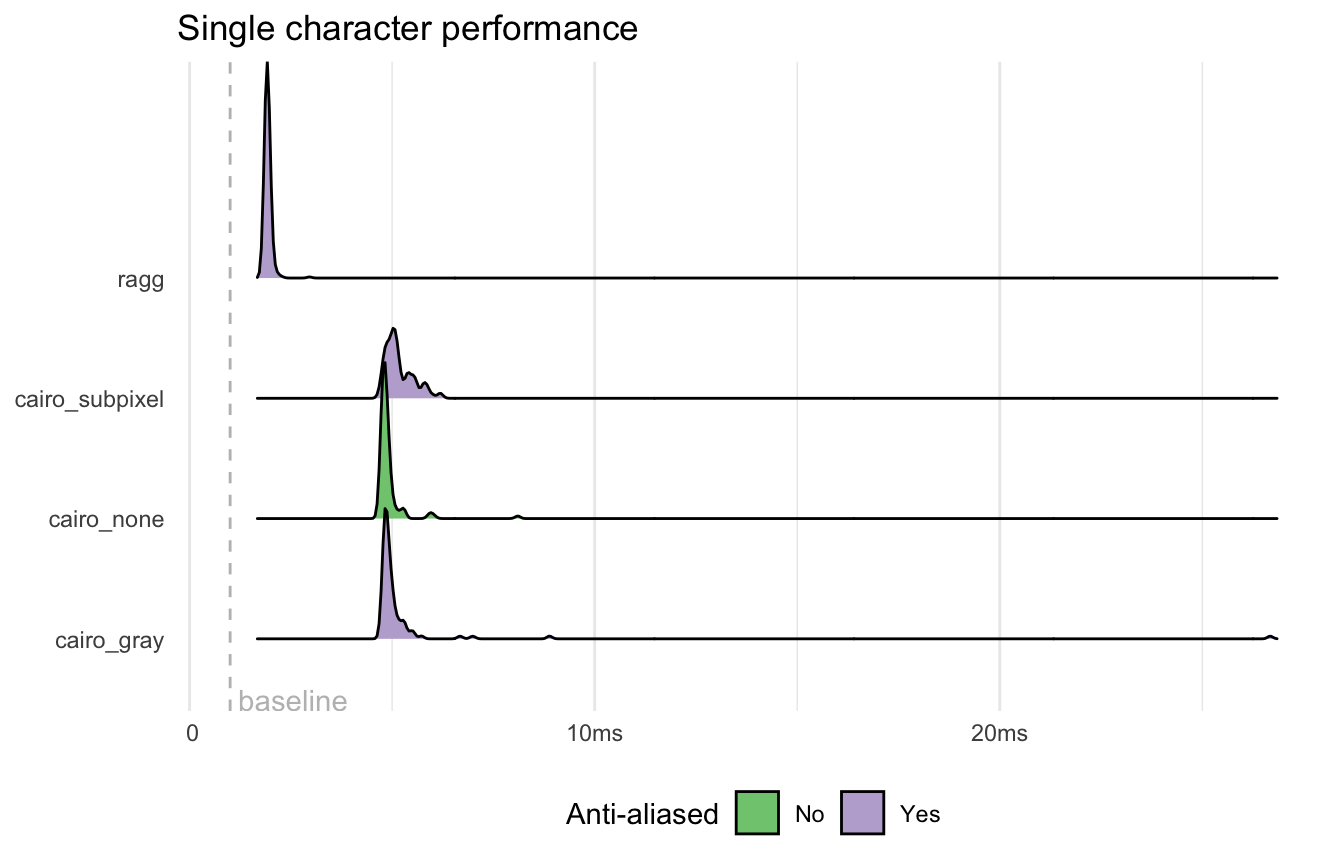 Single character performance
ragg
cairo_subpixel
cairo_none
cairo_gray
baseline
0 10ms 20ms
Anti-aliased No Yes